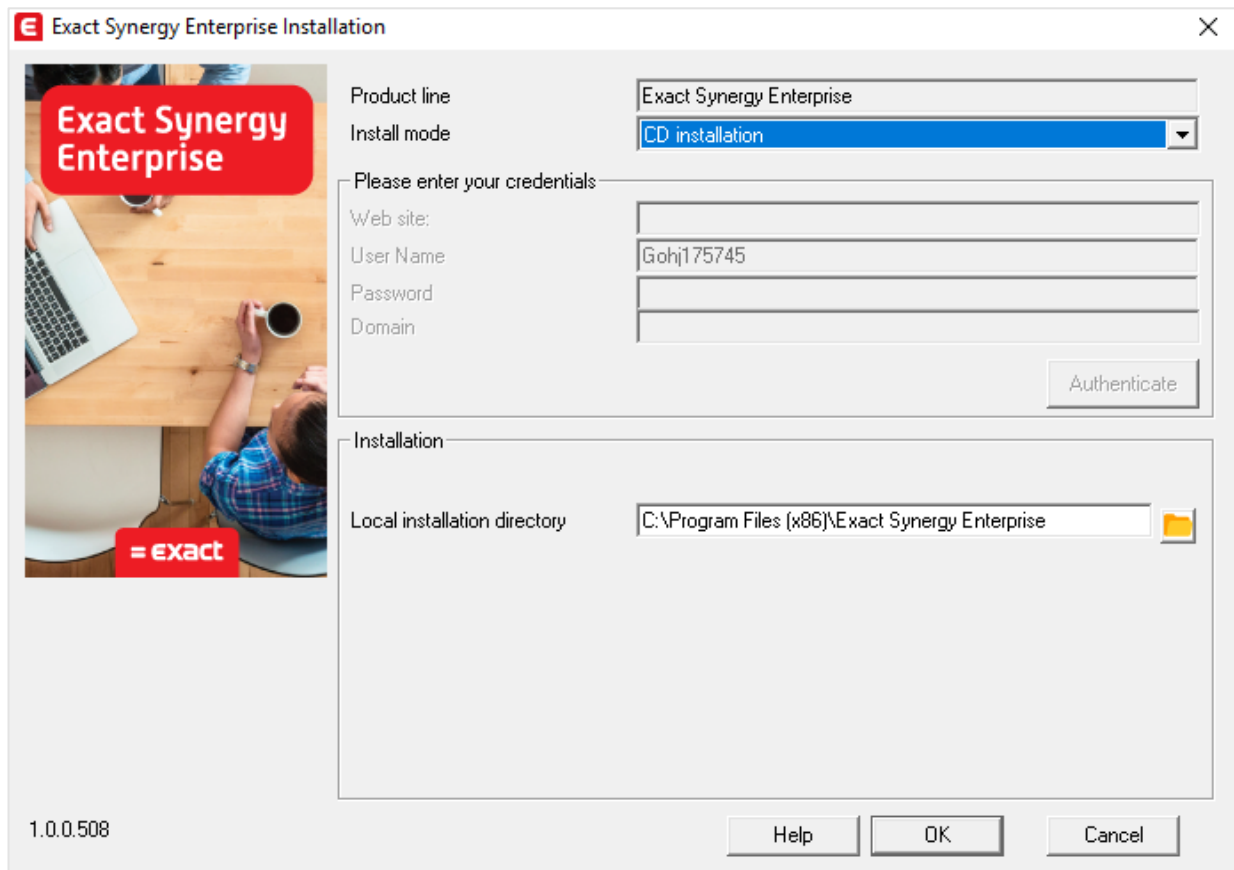 Exact Synergy Enterprise Installation
Exact Synergy
Enterprise
= exact
Product line
Exact Synergy Enterprise
Install mode
CD installation
Please enter your credentials
Web site:
User Name
Gohj175745
Password
Domain
Authenticate
Installation
Local installation directory
C:\Program Files (x86)\Exact Synergy Enterprise
1.0.0.508
Help
OK
Cancel